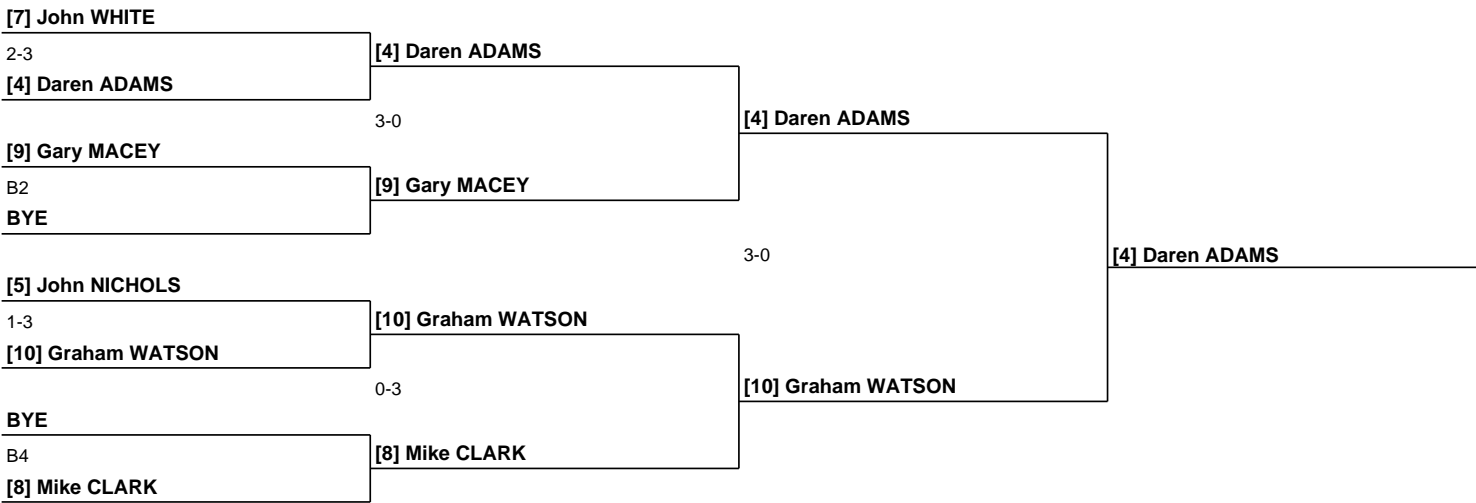 [7] John WHITE
2-3
[4] Daren ADAMS
[4] Daren ADAMS
3-0
[4] Daren ADAMS
[9] Gary MACEY
B2
[9] Gary MACEY
BYE
3-0
[4] Daren ADAMS
[5] John NICHOLS
1-3
[10] Graham WATSON
[10] Graham WATSON
0-3
[10] Graham WATSON
BYE
B4
[8] Mike CLARK
[8] Mike CLARK